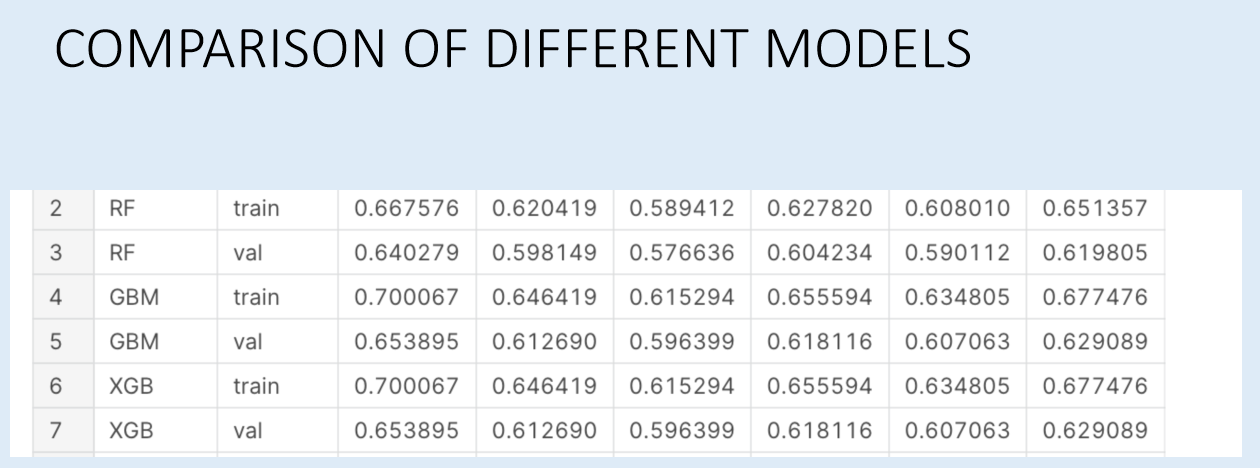 COMPARISON OF DIFFERENT MODELS
2 RF train 0.667576 0.620419 0.589412 0.627820 0.608010 0.651357
3 RF val 0.640279 0.598149 0.576636 0.604234 0.590112 0.619805
4 GBM train 0.700067 0.646419 0.615294 0.655594 0.634805 0.677476
5 GBM val 0.653895 0.612690 0.596399 0.618116 0.607063 0.629089
6 XGB train 0.700067 0.646419 0.615294 0.655594 0.634805 0.677476
7 XGB val 0.653895 0.612690 0.596399 0.618116 0.607063 0.629089